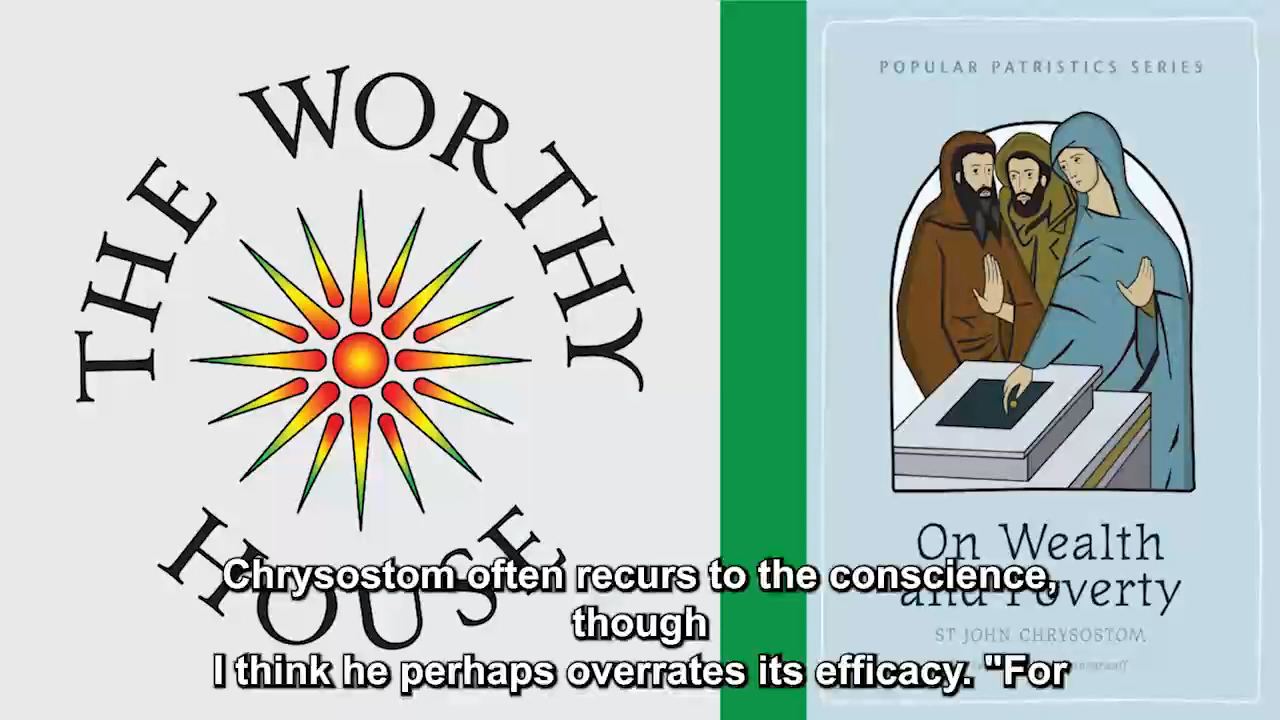 THE WORTHY
HOUSE
POPULAR PATRISTICS SERIES
On Wealth
and Poverty
ST JOHN CHRYSOSTOM
Chrysostom often recurs to the conscience,
though
I think he perhaps overrates its efficacy. "For